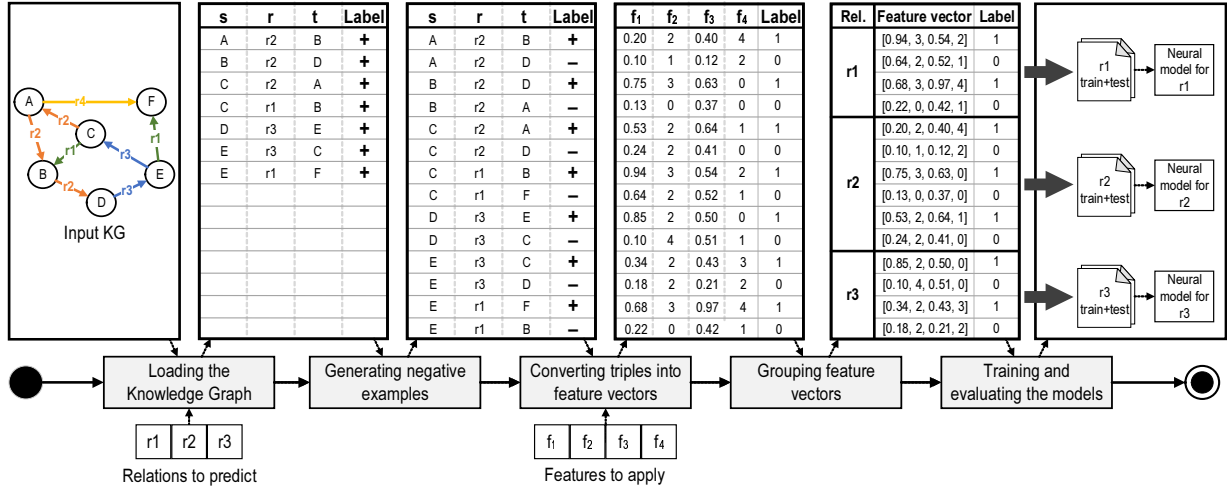 A
r4
F
r2
r2
C
r1
r1
r3
B
E
r2
r3
D
Input KG
s r t Label
A r2 B +
B r2 D +
C r2 A +
C r1 B +
D r3 E +
E r3 C +
E r1 F +
s r t Label
A r2 B +
A r2 D –
B r2 D +
B r2 A –
C r2 A +
C r2 D –
C r1 B +
C r1 F –
D r3 E +
D r3 C –
E r3 C +
E r3 D –
E r1 F +
E r1 B –
f1 f2 f3 f4 Label
0.20 2 0.40 4 1
0.10 1 0.12 2 0
0.75 3 0.63 0 1
0.13 0 0.37 0 0
0.53 2 0.64 1 1
0.24 2 0.41 0 0
0.94 3 0.54 2 1
0.64 2 0.52 1 0
0.85 2 0.50 0 1
0.10 4 0.51 1 0
0.34 2 0.43 3 1
0.18 2 0.21 2 0
0.68 3 0.97 4 1
0.22 0 0.42 1 0
Rel. Feature vector Label
r1
[0.94, 3, 0.54, 2] 1
[0.64, 2, 0.52, 1] 0
[0.68, 3, 0.97, 4] 1
[0.22, 0, 0.42, 1] 0
r2
[0.20, 2, 0.40, 4] 1
[0.10, 1, 0.12, 2] 0
[0.75, 3, 0.63, 0] 1
[0.13, 0, 0.37, 0] 0
[0.53, 2, 0.64, 1] 1
[0.24, 2, 0.41, 0] 0
r3
[0.85, 2, 0.50, 0] 1
[0.10, 4, 0.51, 0] 0
[0.34, 2, 0.43, 3] 1
[0.18, 2, 0.21, 2] 0
r1
train+test
Neural
model for
r1
r2
train+test
Neural
model for
r2
r3
train+test
Neural
model for
r3
Loading the
Knowledge Graph
Generating negative
examples
Converting triples into
feature vectors
Grouping feature
vectors
Training and
evaluating the models
r1 r2 r3
Relations to predict
f1 f2 f3 f4
Features to apply